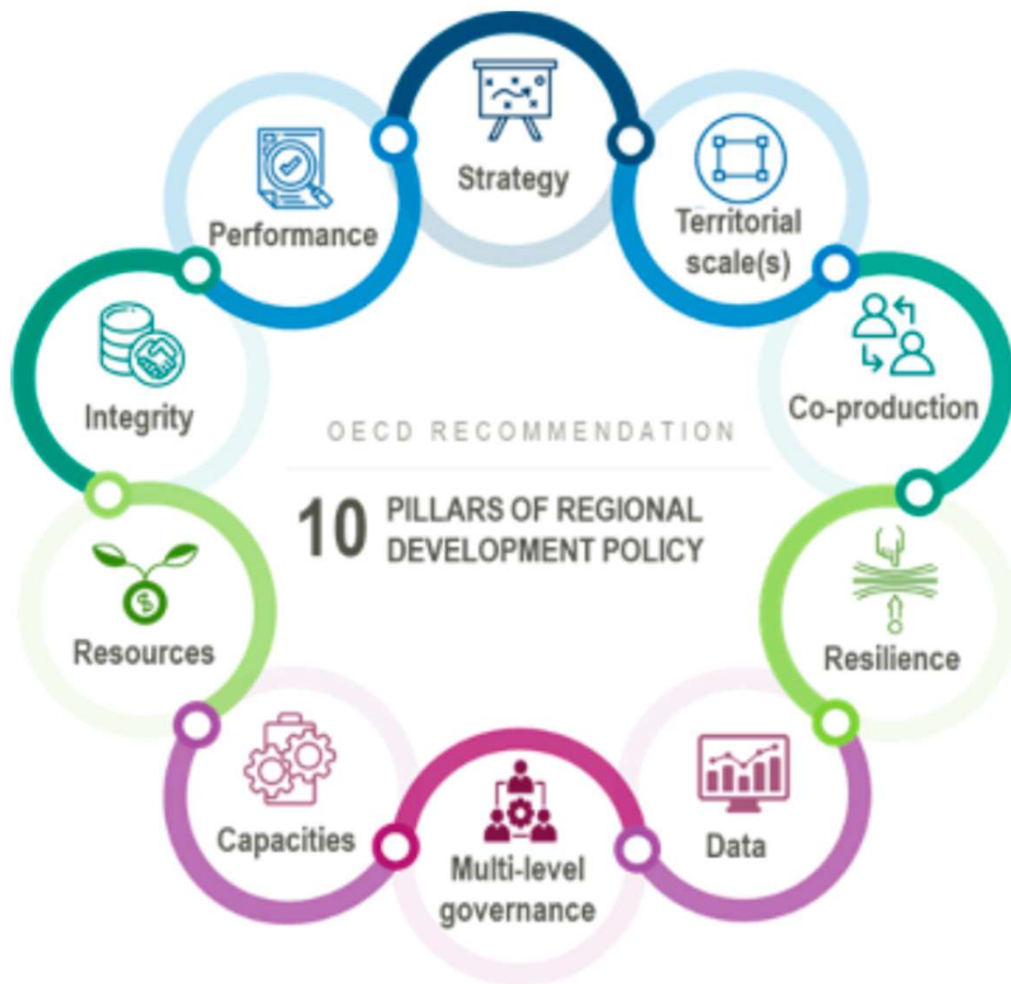 Strategy
Territorial
scale(s)
Co-production
Resilience
Data
Multi-level
governance
Capacities
Resources
$
Integrity
Performance
OECD RECOMMENDATION
10 PILLARS OF REGIONAL
DEVELOPMENT POLICY